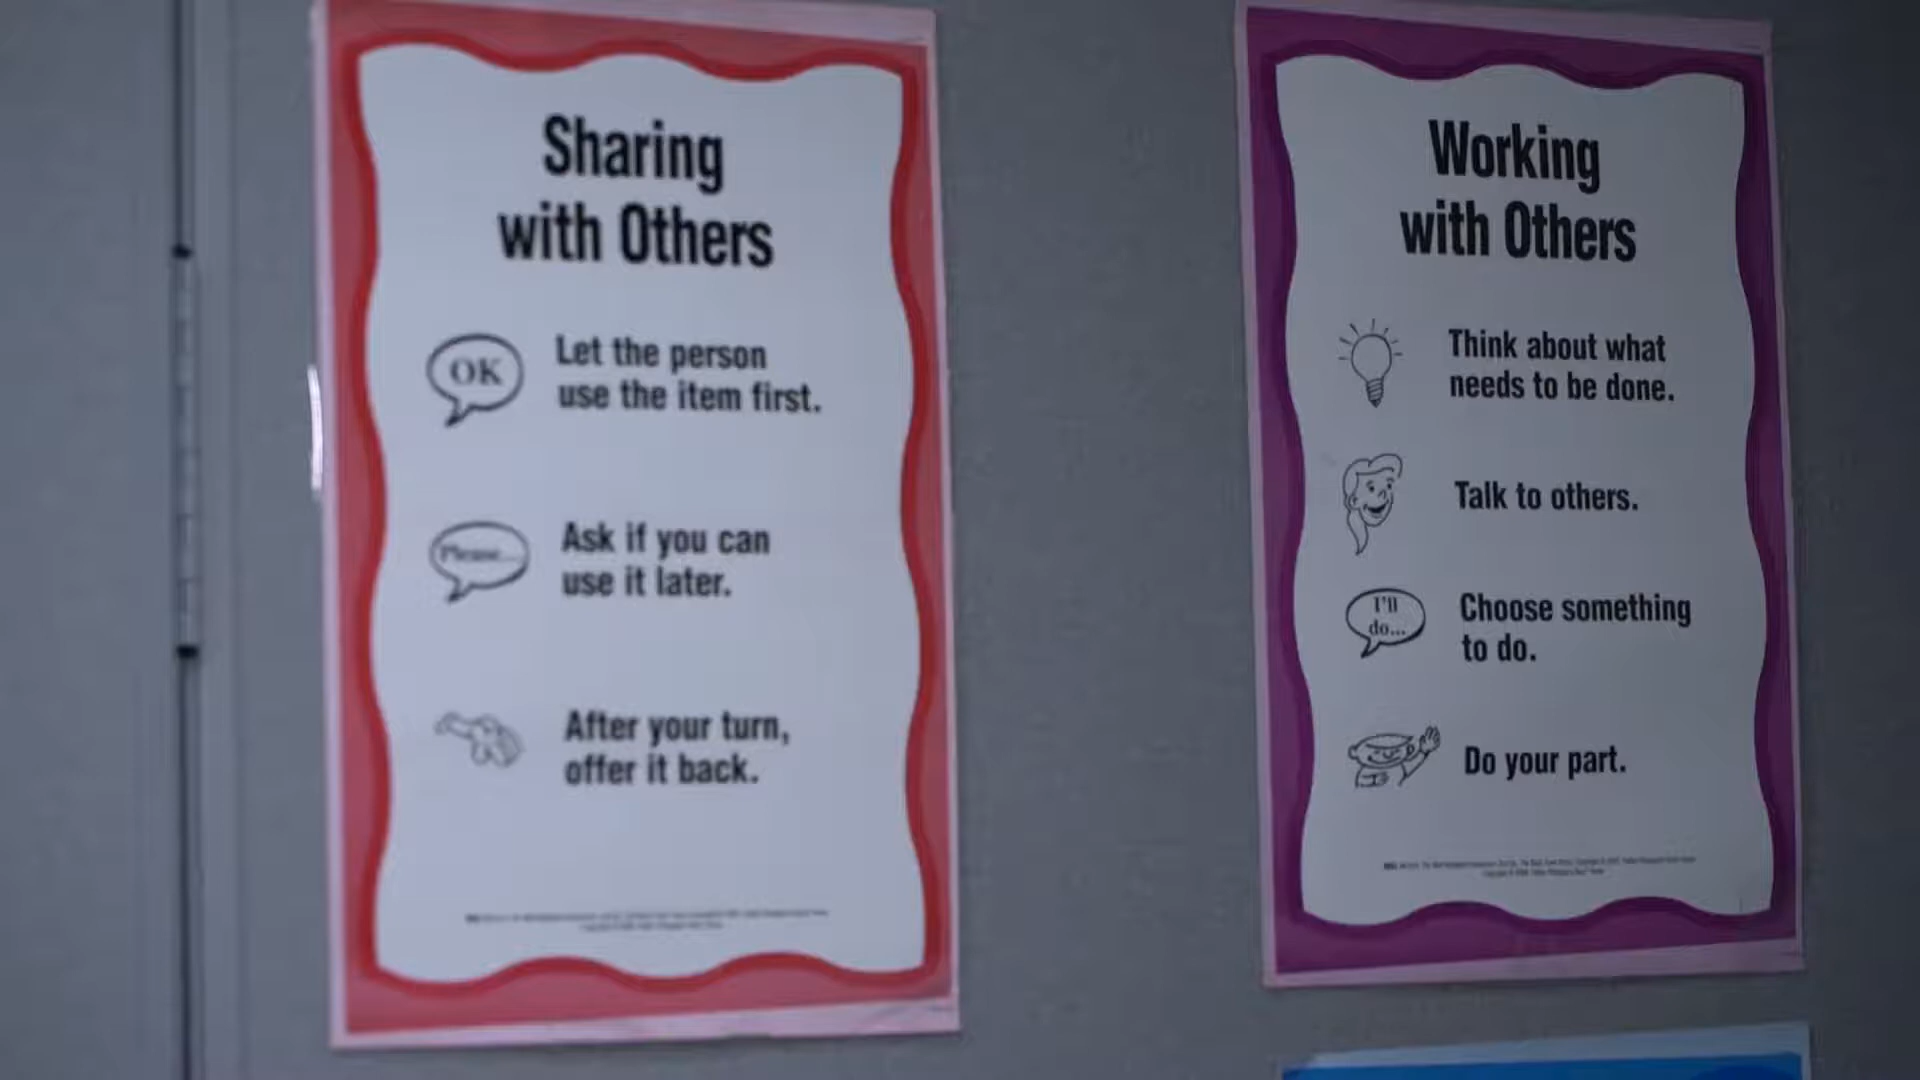 Sharing
with Others
OK
Let the person
use the item first.
Please...
Ask if you can
use it later.
After your turn,
offer it back.
Working
with Others
Think about what
needs to be done.
Talk to others.
I'll
do...
Choose something
to do.
Do your part.